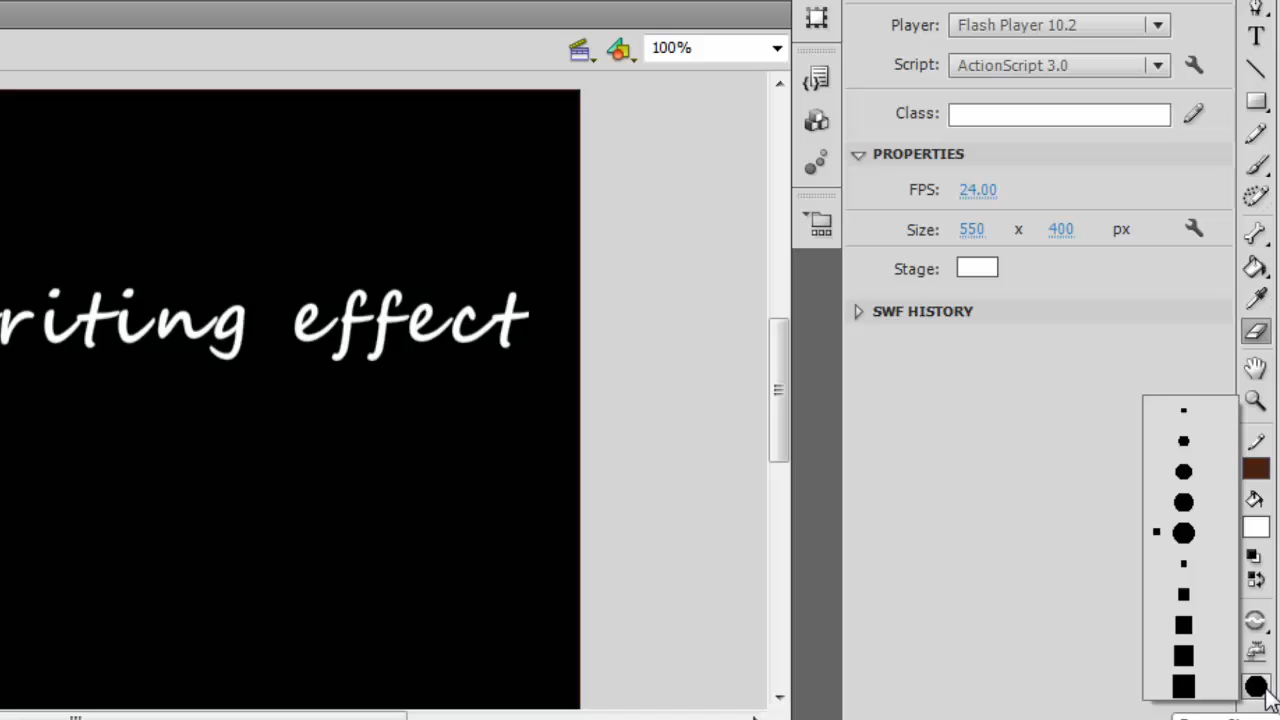 Player: Flash Player 10.2
100%
Script: ActionScript 3.0
Class:
PROPERTIES
FPS: 24.00
Size: 550 x 400 px
Stage:
riting effect
SWF HISTORY